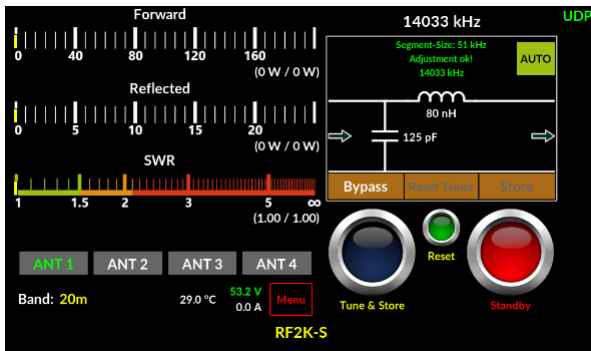 Forward
0 40 80 120 160
(0 W / 0 W)
Reflected
0 5 10 15 20
(0 W / 0 W)
SWR
1 1.5 2 3 5 ∞
(1.00 / 1.00)
ANT 1 ANT 2 ANT 3 ANT 4
Band: 20m
29.0 °C
53.2 V
0.0 A
Menu
14033 kHz
UDP
Segment-Size: 51 kHz
Adjustment ok!
14033 kHz
AUTO
80 nH
125 pF
Bypass Reset Tuner Store
Reset
Tune & Store
Standby
RF2K-S